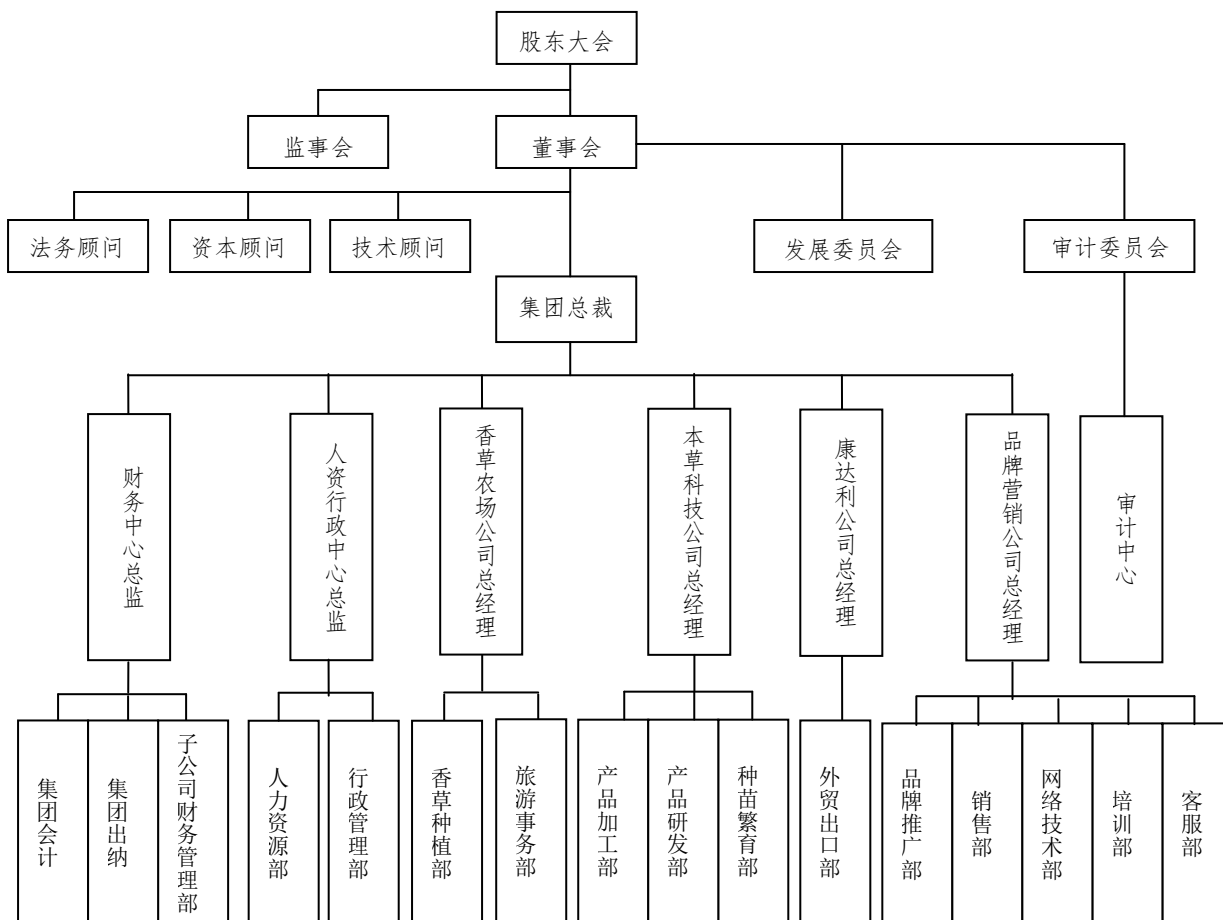 股东大会
监事会
董事会
法务顾问
资本顾问
技术顾问
发展委员会
审计委员会
集团总裁
财务中心总监
人资行政中心总监
香草农场公司总经理
本草科技公司总经理
康达利公司总经理
品牌营销公司总经理
审计中心
集团会计
集团出纳
子公司财务管理部
人力资源部
行政管理部
香草种植部
旅游事务部
产品加工部
产品研发部
种苗繁育部
外贸出口部
品牌推广部
销售部
网络技术部
培训部
客服部